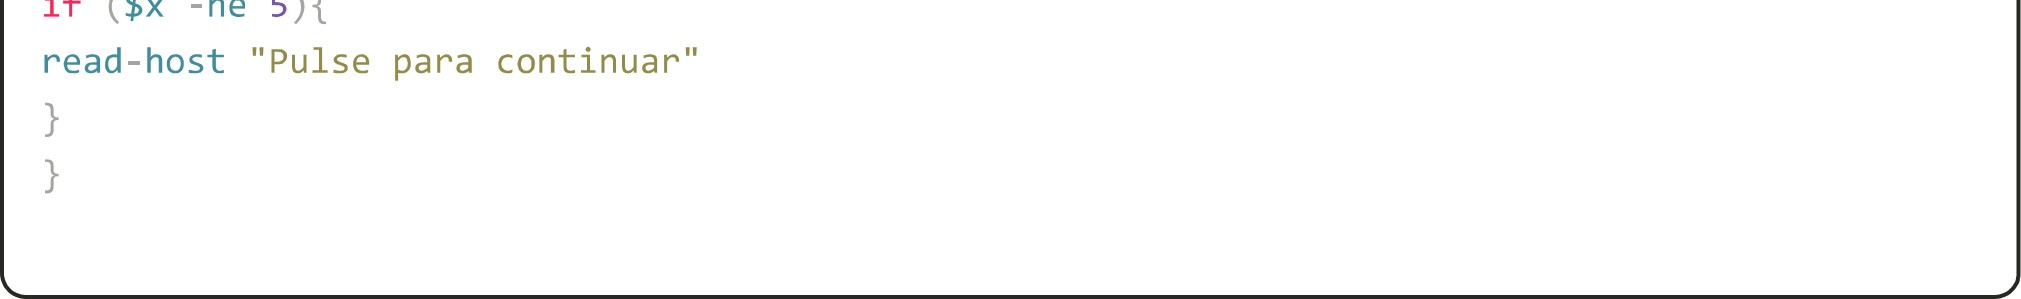 if ($x -ne 5){
read-host "Pulse para continuar"
}
}